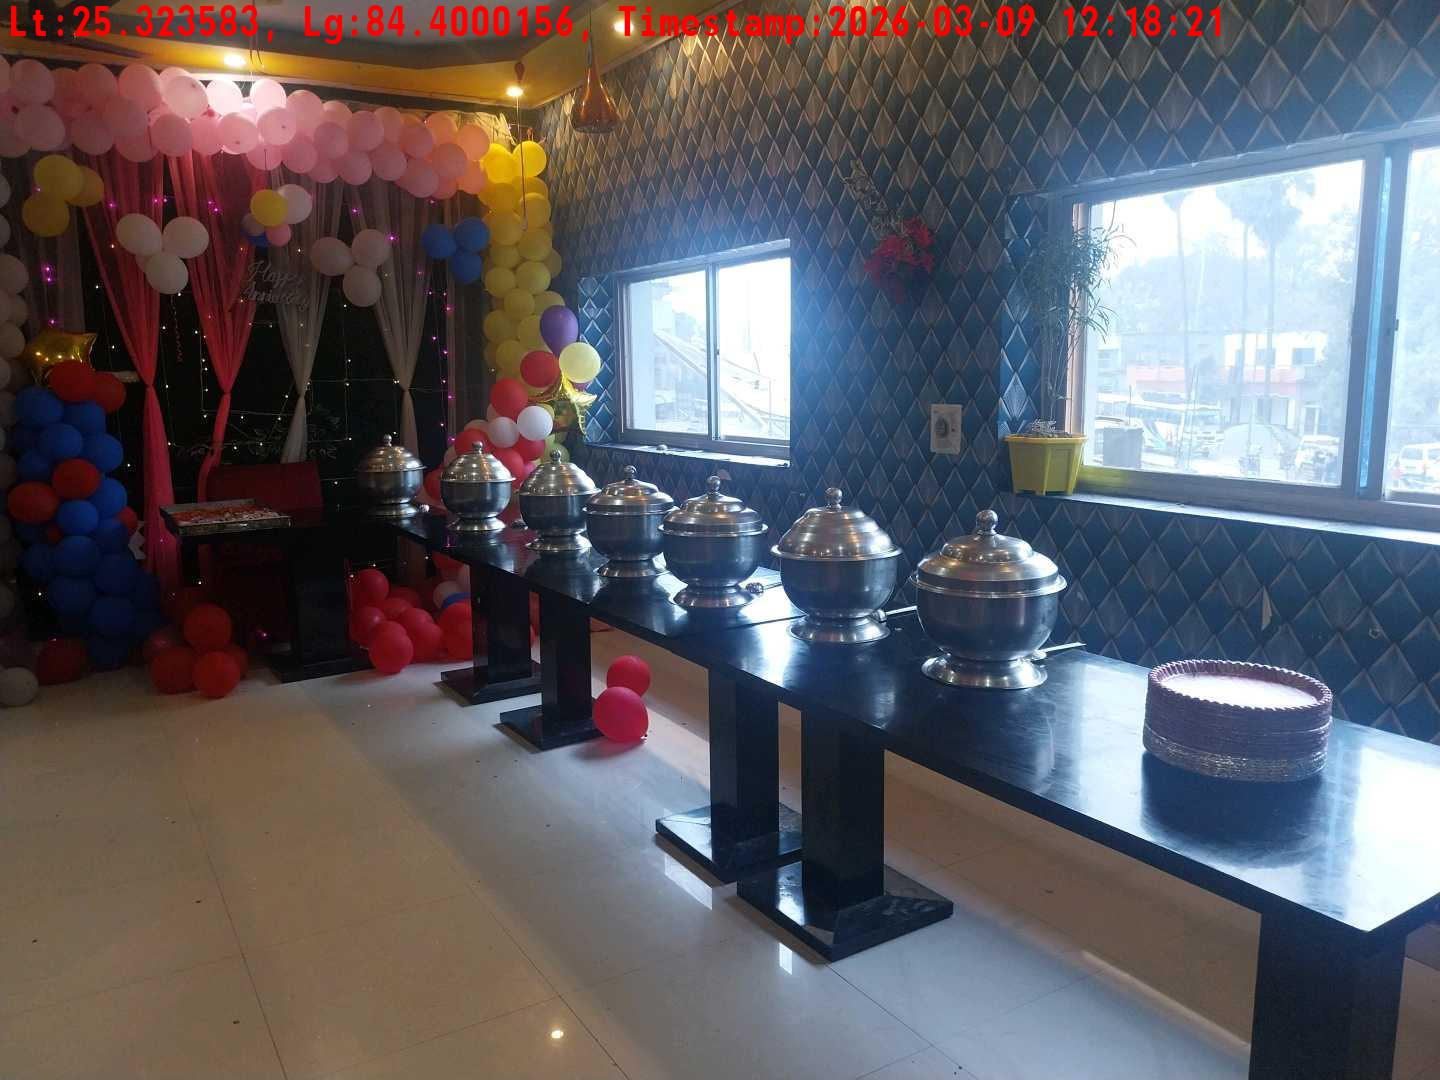 Lt:25.323583, Lg:84.4000156, Timestamp:2026-03-09 12:18:21
Happy
Anniversary